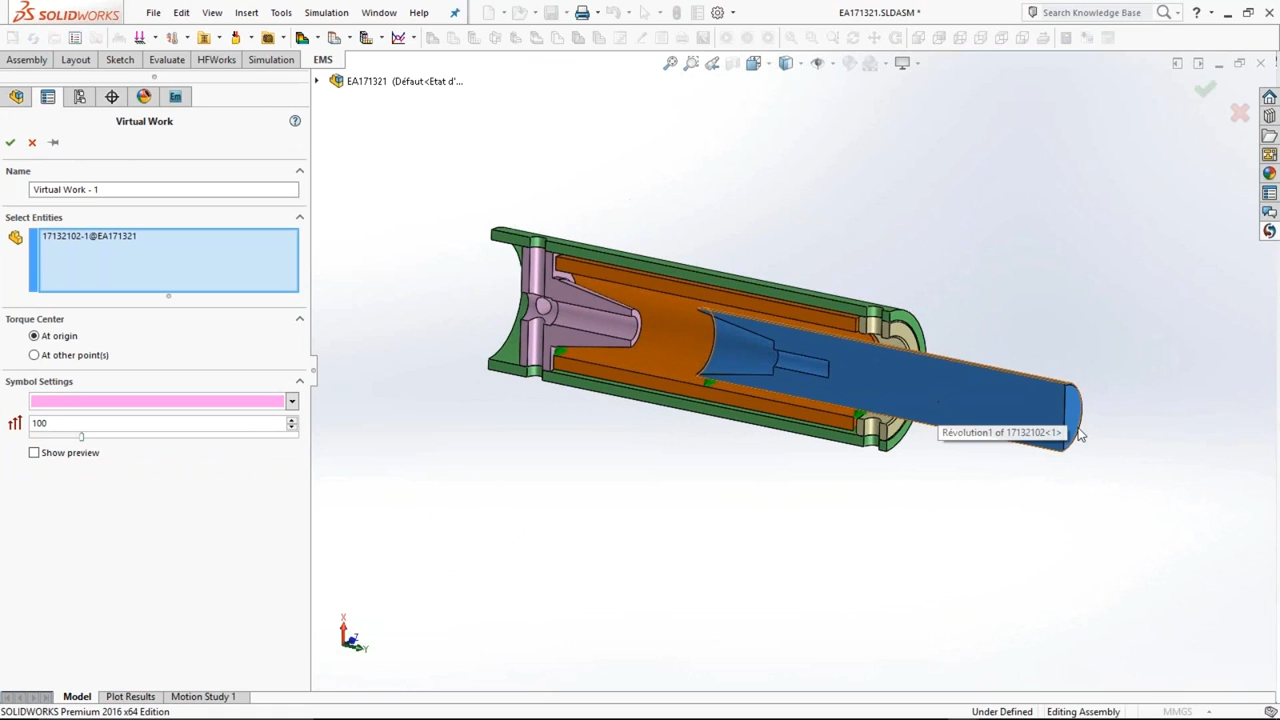 SOLIDWORKS File Edit View Insert Tools Simulation Window Help EA171321.SLDASM * Search Knowledge Base
Assembly Layout Sketch Evaluate HFWorks Simulation EMS
EA171321 (Défaut<Etat d'...
Virtual Work
Name
Virtual Work - 1
Select Entities
17132102-1@EA171321
Torque Center
At origin
At other point(s)
Symbol Settings
100
Show preview
Révolution1 of 17132102<1>
X
Z
Y
Model Plot Results Motion Study 1
SOLIDWORKS Premium 2016 x64 Edition Under Defined Editing Assembly MMGS